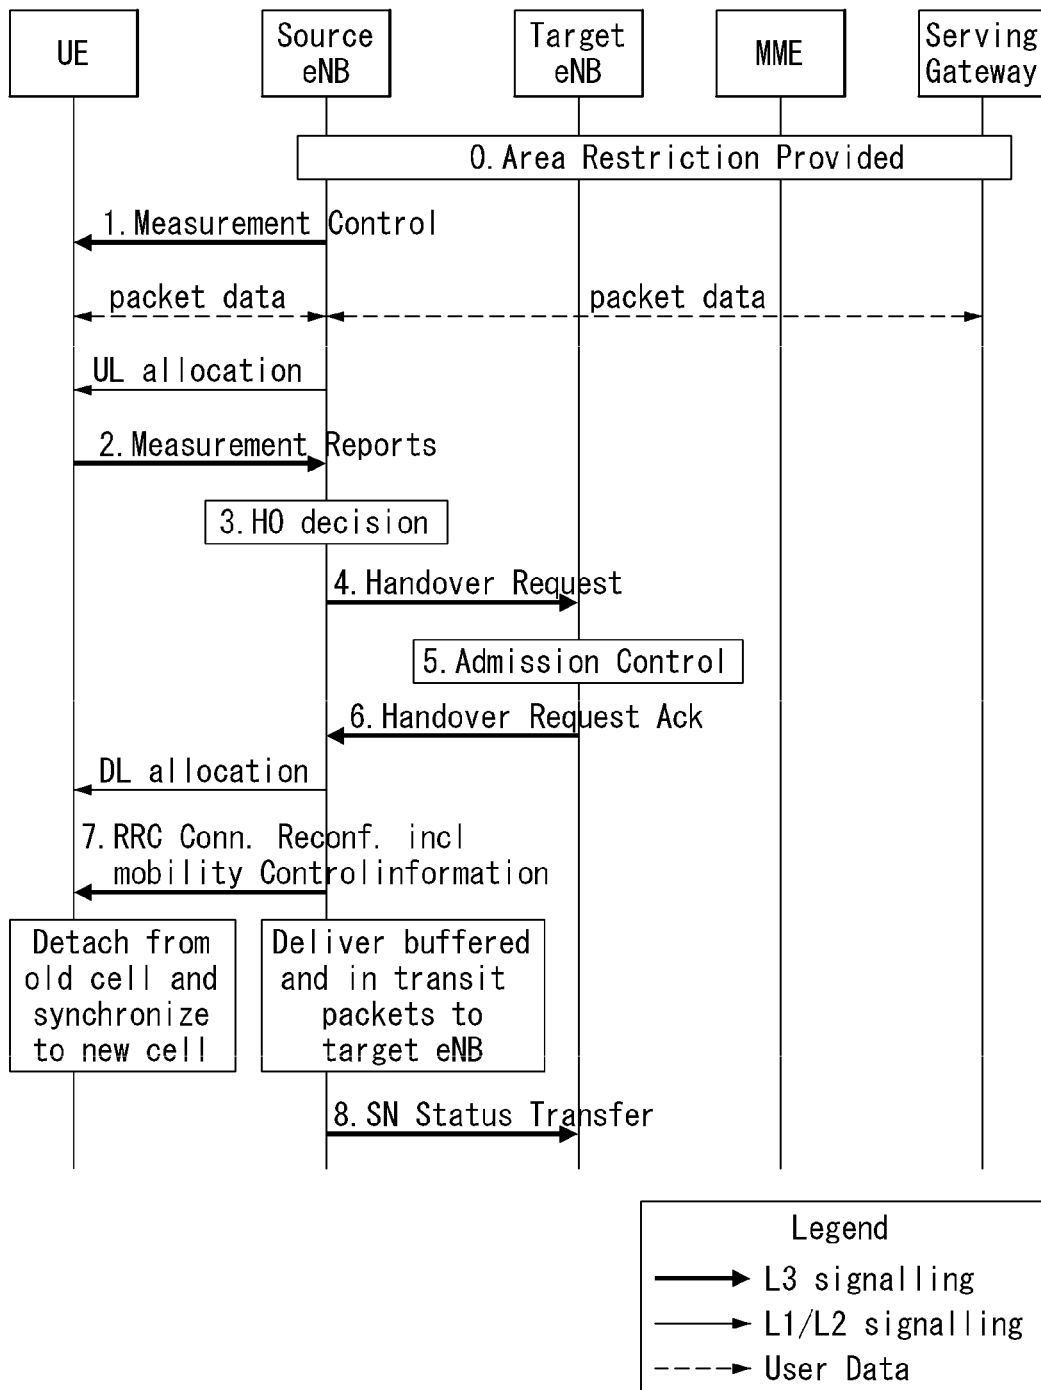 UE
Source
eNB
Target
eNB
MME
Serving
Gateway
0. Area Restriction Provided
1. Measurement Control
packet data
packet data
UL allocation
2. Measurement Reports
3. HO decision
4. Handover Request
5. Admission Control
6. Handover Request Ack
DL allocation
7. RRC Conn. Reconf. incl
mobility Controlinformation
Detach from
old cell and
synchronize
to new cell
Deliver buffered
and in transit
packets to
target eNB
8. SN Status Transfer
Legend
L3 signalling
L1/L2 signalling
User Data